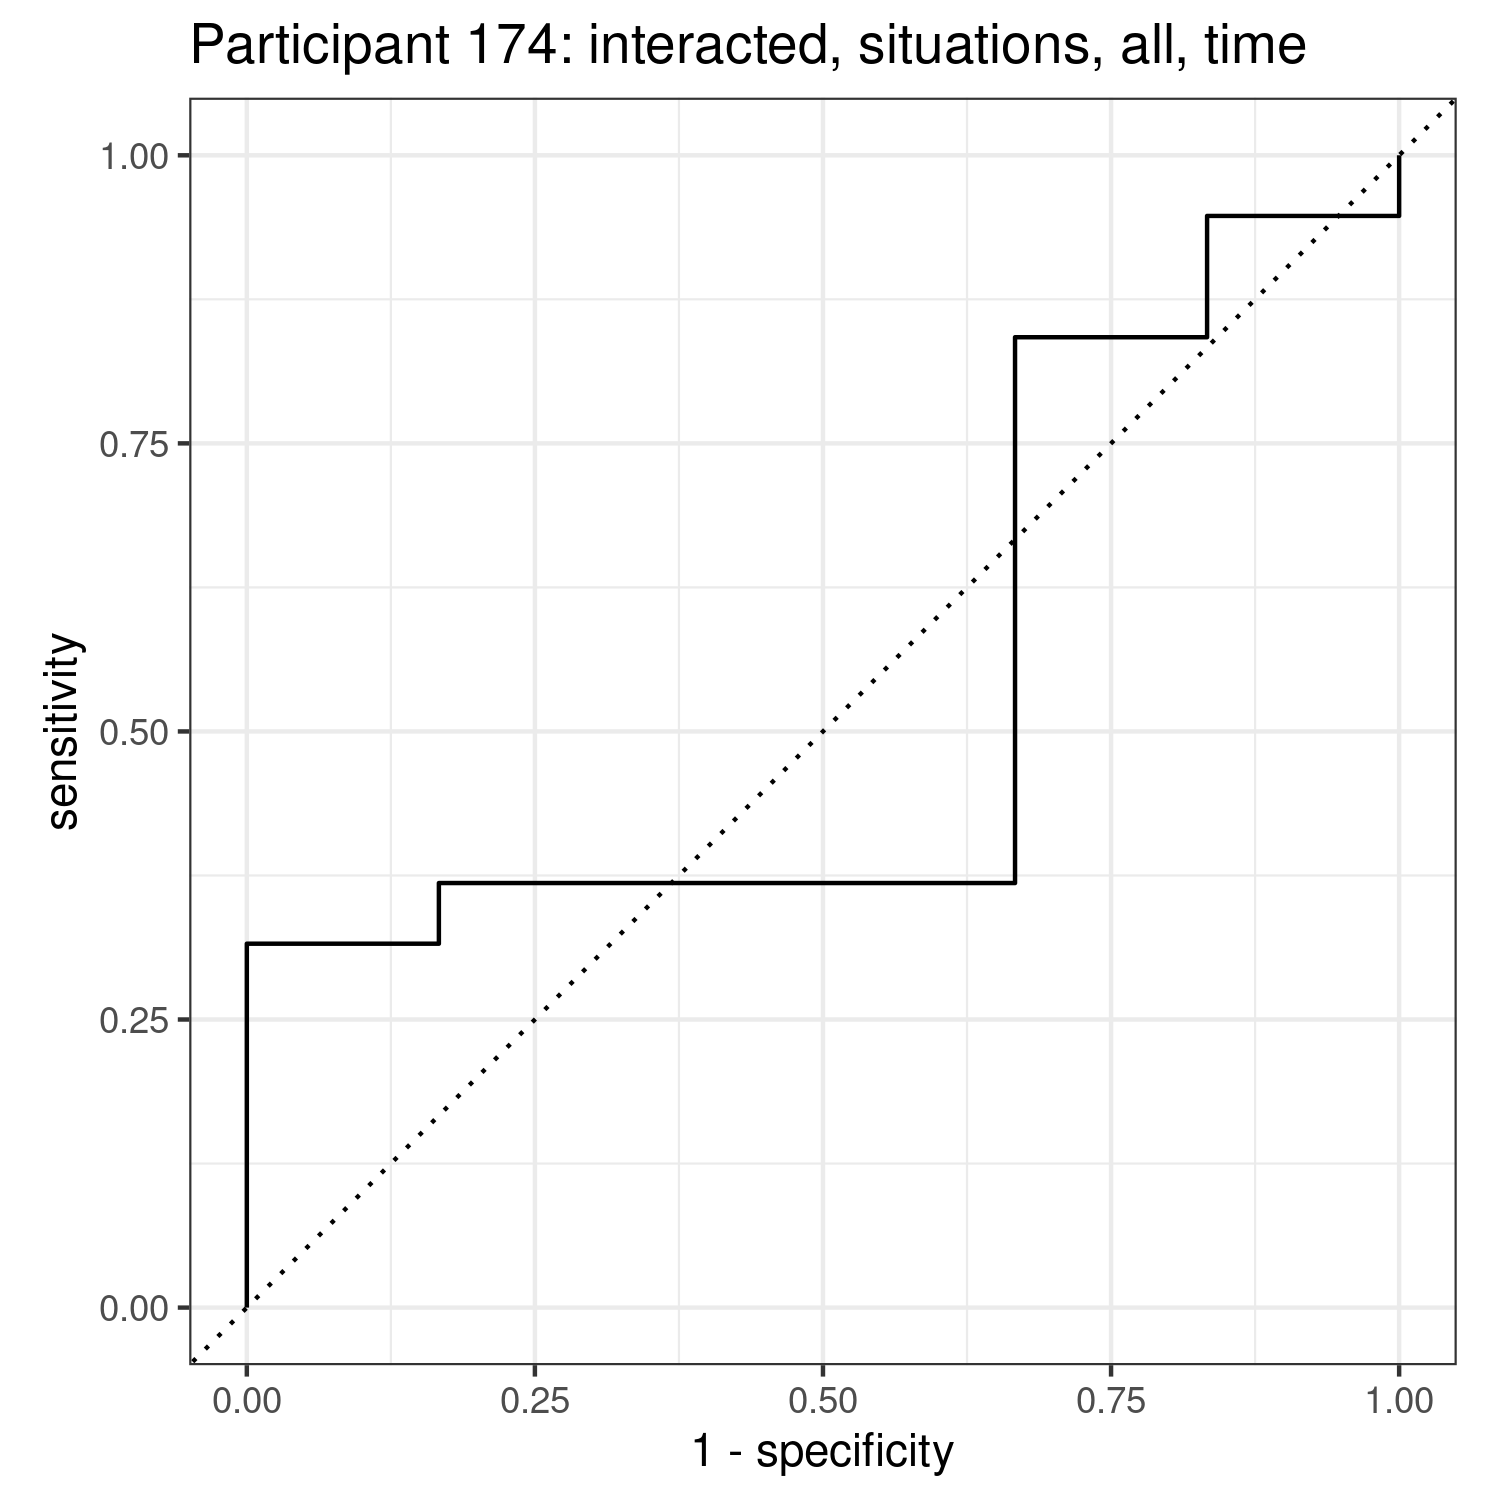 Participant 174: interacted, situations, all, time
1.00
0.75
0.50
0.25
0.00
sensitivity
0.00 0.25 0.50 0.75 1.00
1 - specificity